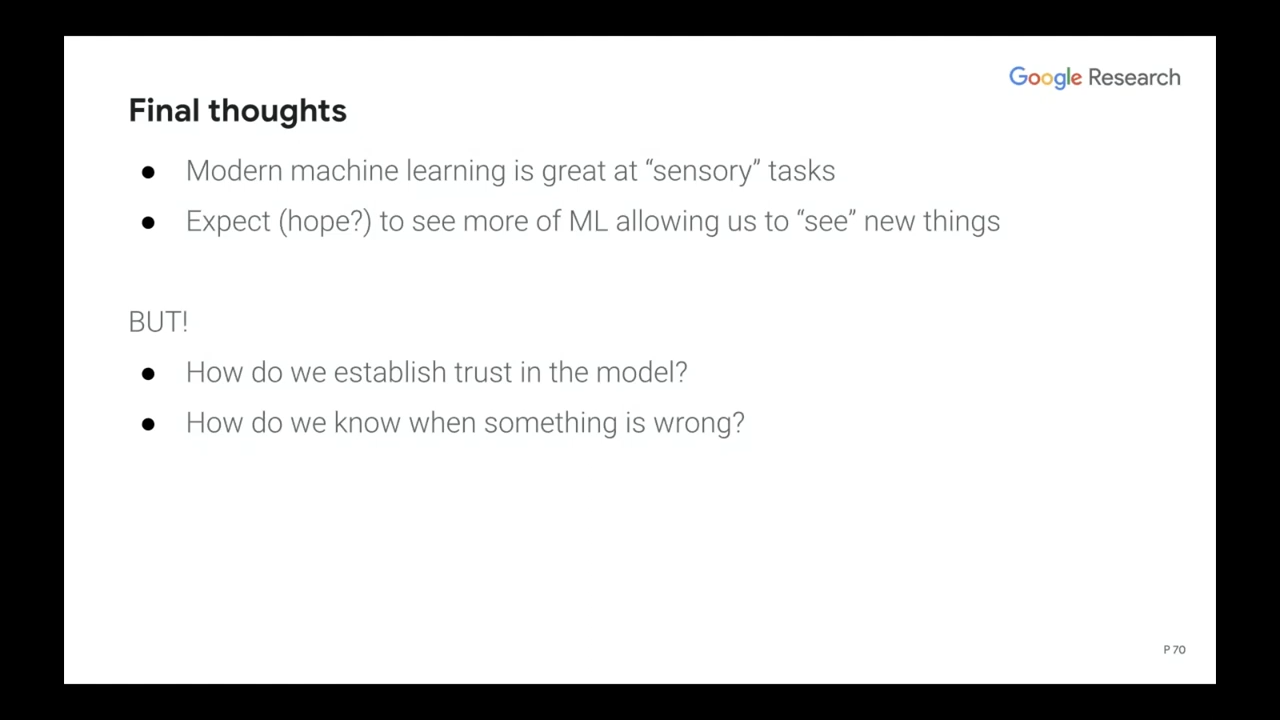 Google Research
Final thoughts
● Modern machine learning is great at “sensory” tasks
● Expect (hope?) to see more of ML allowing us to “see” new things
BUT!
● How do we establish trust in the model?
● How do we know when something is wrong?
P 70